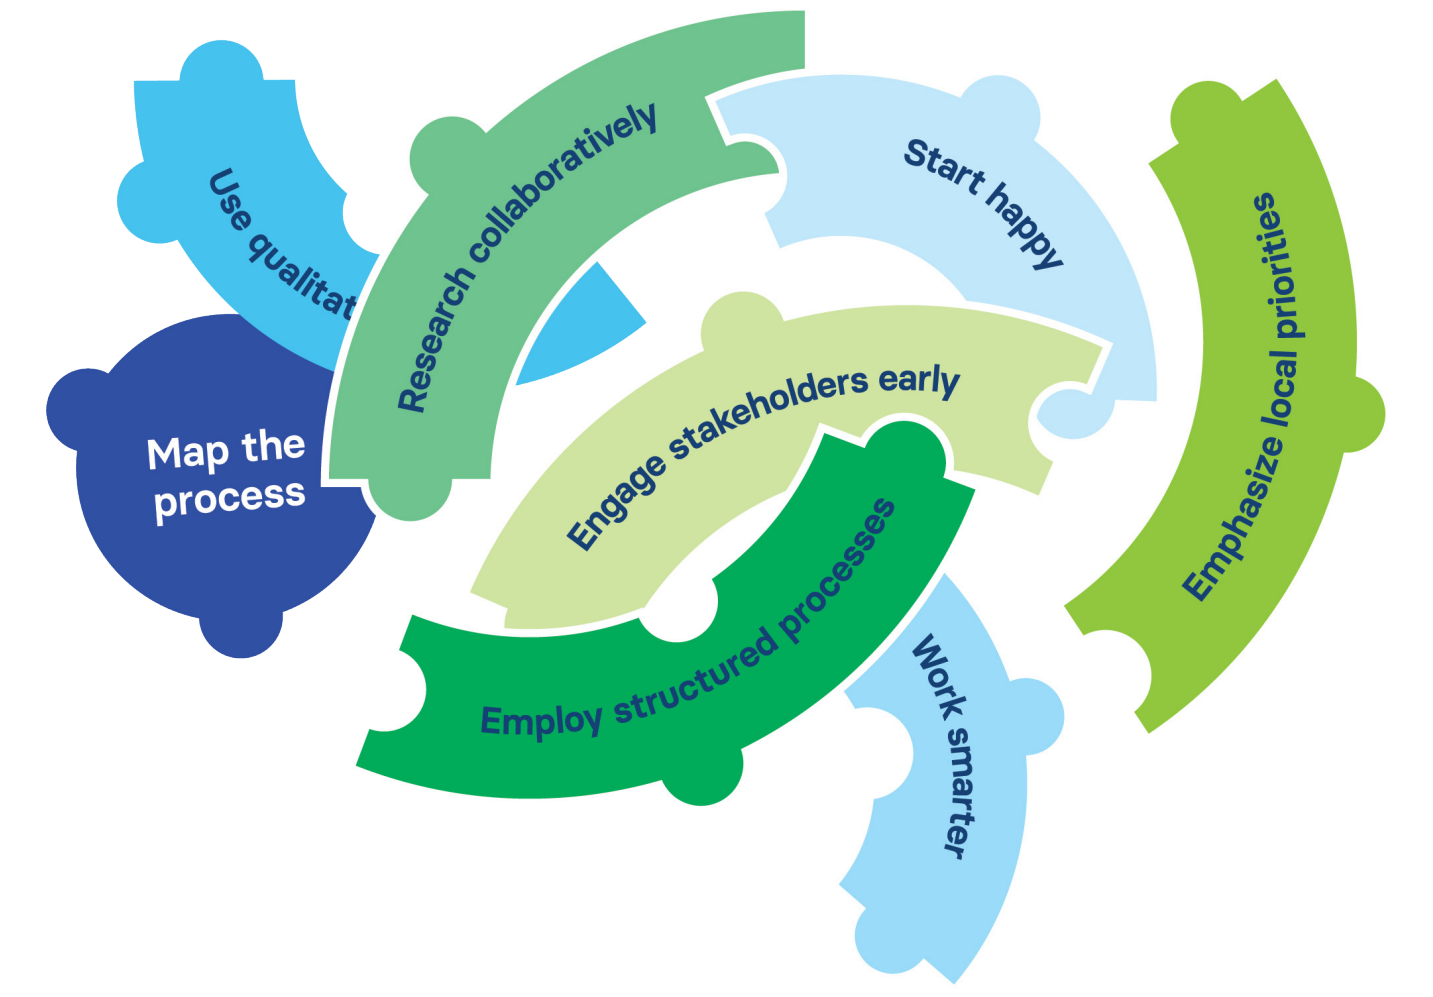 Use qualitat
Research collaboratively
Start happy
Map the
process
Engage stakeholders early
Emphasize local priorities
Employ structured processes
Work smarter